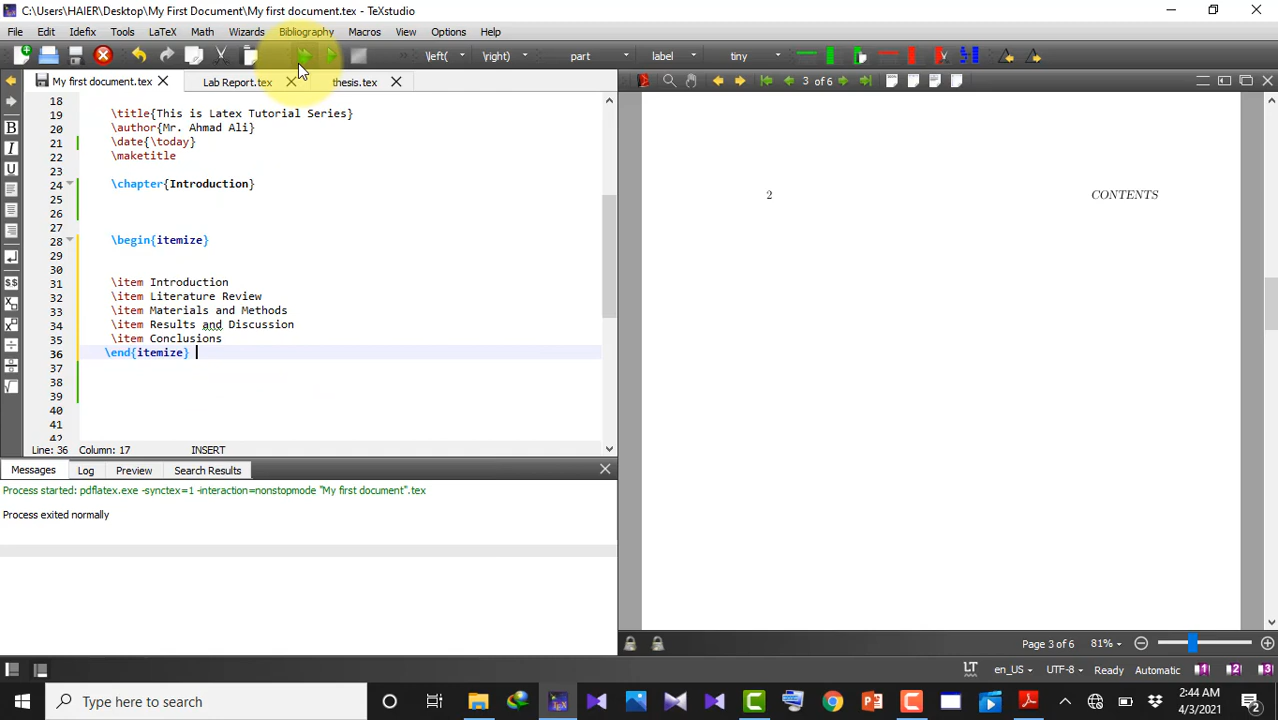 C:\Users\HAIER\Desktop\My First Document\My first document.tex - TeXstudio
File Edit Idefix Tools LaTeX Math Wizards Bibliography Macros View Options Help
\left( \right) part label tiny
My first document.tex Lab Report.tex thesis.tex
3 of 6
18
19 \title{This is Latex Tutorial Series}
20 \author{Mr. Ahmad Ali}
21 \date{\today}
22 \maketitle
23
24 \chapter{Introduction}
25
26
27
28 \begin{itemize}
29
30
31 \item Introduction
32 \item Literature Review
33 \item Materials and Methods
34 \item Results and Discussion
35 \item Conclusions
36 \end{itemize}
37
38
39
40
41
42
2 CONTENTS
Line: 36 Column: 17 INSERT
Messages Log Preview Search Results
Process started: pdflatex.exe -synctex=1 -interaction=nonstopmode "My first document".tex
Process exited normally
Page 3 of 6 81%
LT en_US UTF-8 Ready Automatic 1 2 3
Type here to search
2:44 AM
4/3/2021
2